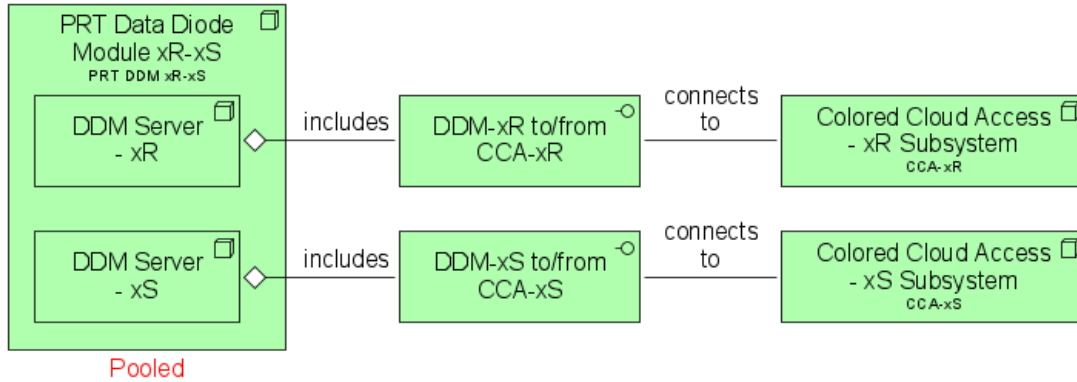 PRT Data Diode
Module xR-xS
PRT DDM xR-xS
DDM Server
- xR
includes
DDM-xR to/from
CCA-xR
connects
to
Colored Cloud Access
- xR Subsystem
CCA-xR
DDM Server
- xS
includes
DDM-xS to/from
CCA-xS
connects
to
Colored Cloud Access
- xS Subsystem
CCA-xS
Pooled